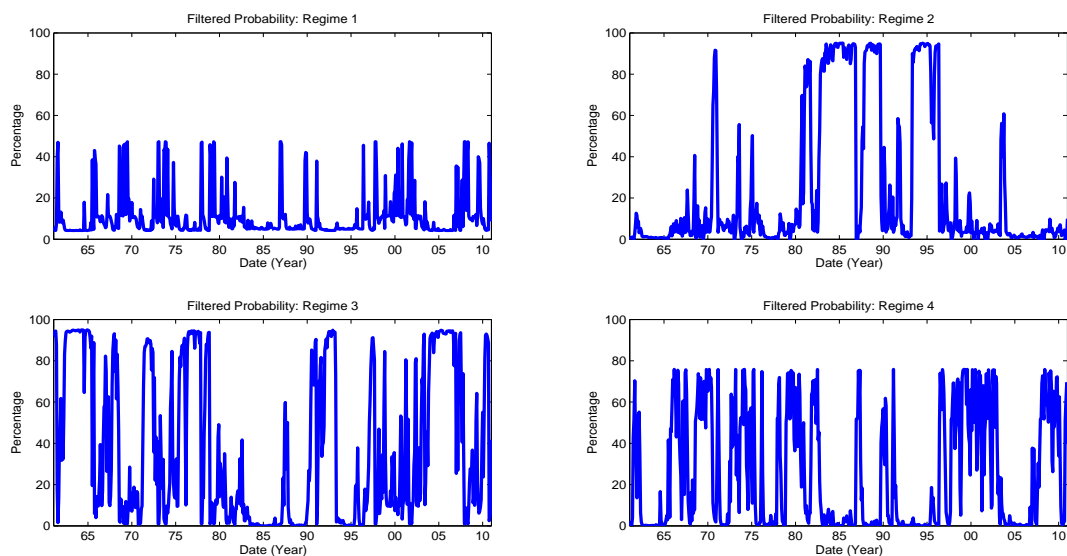 Filtered Probability: Regime 1
100
80
60
40
20
0
Percentage
65 70 75 80 85 90 95 00 05 10
Date (Year)
Filtered Probability: Regime 2
100
80
60
40
20
0
Percentage
65 70 75 80 85 90 95 00 05 10
Date (Year)
Filtered Probability: Regime 3
100
80
60
40
20
0
Percentage
65 70 75 80 85 90 95 00 05 10
Date (Year)
Filtered Probability: Regime 4
100
80
60
40
20
0
Percentage
65 70 75 80 85 90 95 00 05 10
Date (Year)